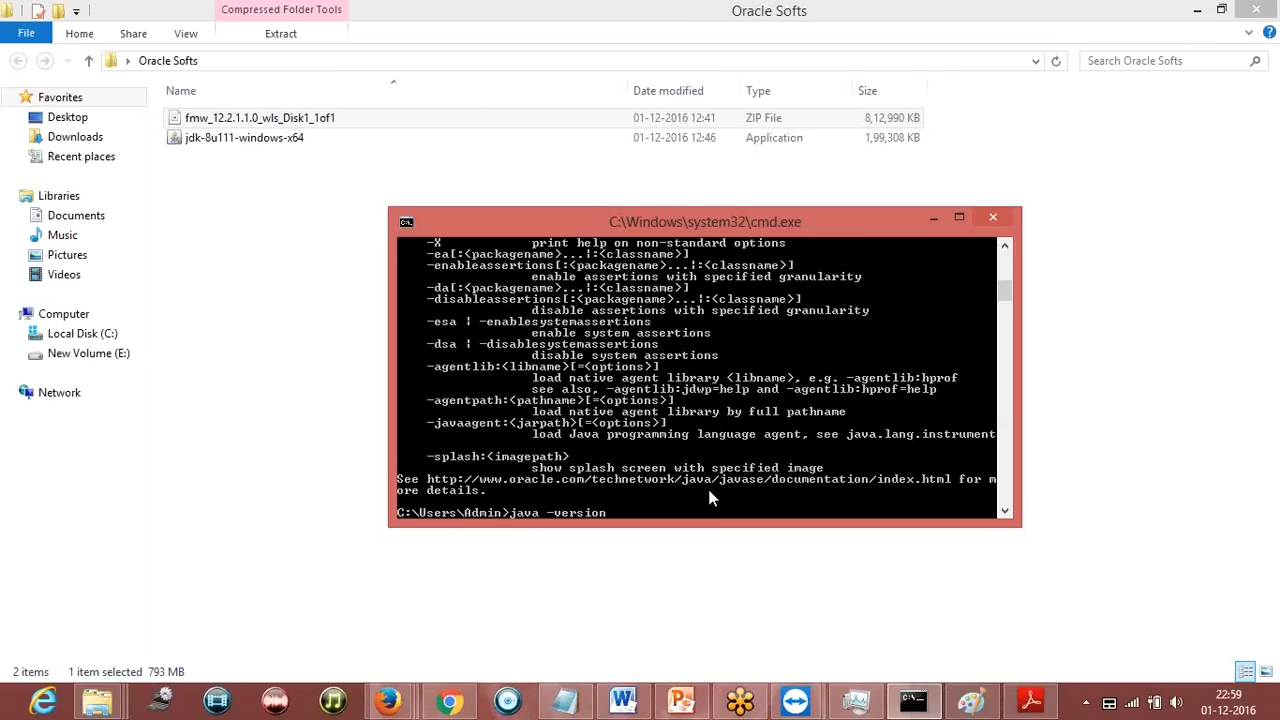 Compressed Folder Tools
Oracle Softs
File Home Share View Extract
Oracle Softs
Search Oracle Softs
Name Date modified Type Size
Favorites
Desktop
Downloads
Recent places
Libraries
Documents
Music
Pictures
Videos
Computer
Local Disk (C:)
New Volume (E:)
Network
fmw_12.2.1.1.0_wls_Disk1_1of1 01-12-2016 12:41 ZIP File 8,12,990 KB
jdk-8u111-windows-x64 01-12-2016 12:46 Application 1,99,308 KB
C:\Windows\system32\cmd.exe
-X print help on non-standard options
-ea[:<packagename>...|:<classname>]
-enableassertions[:<packagename>...|:<classname>]
enable assertions with specified granularity
-da[:<packagename>...|:<classname>]
-disableassertions[:<packagename>...|:<classname>]
disable assertions with specified granularity
-esa | -enablesystemassertions
enable system assertions
-dsa | -disablesystemassertions
disable system assertions
-agentlib:<libname>[=<options>]
load native agent library <libname>, e.g. -agentlib:hprof
see also, -agentlib:jdwp=help and -agentlib:hprof=help
-agentpath:<pathname>[=<options>]
load native agent library by full pathname
-javaagent:<jarpath>[=<options>]
load Java programming language agent, see java.lang.instrument
-splash:<imagepath>
show splash screen with specified image
See http://www.oracle.com/technetwork/java/javase/documentation/index.html for m
ore details.
C:\Users\Admin>java -version
2 items 1 item selected 793 MB
22:59
01-12-2016